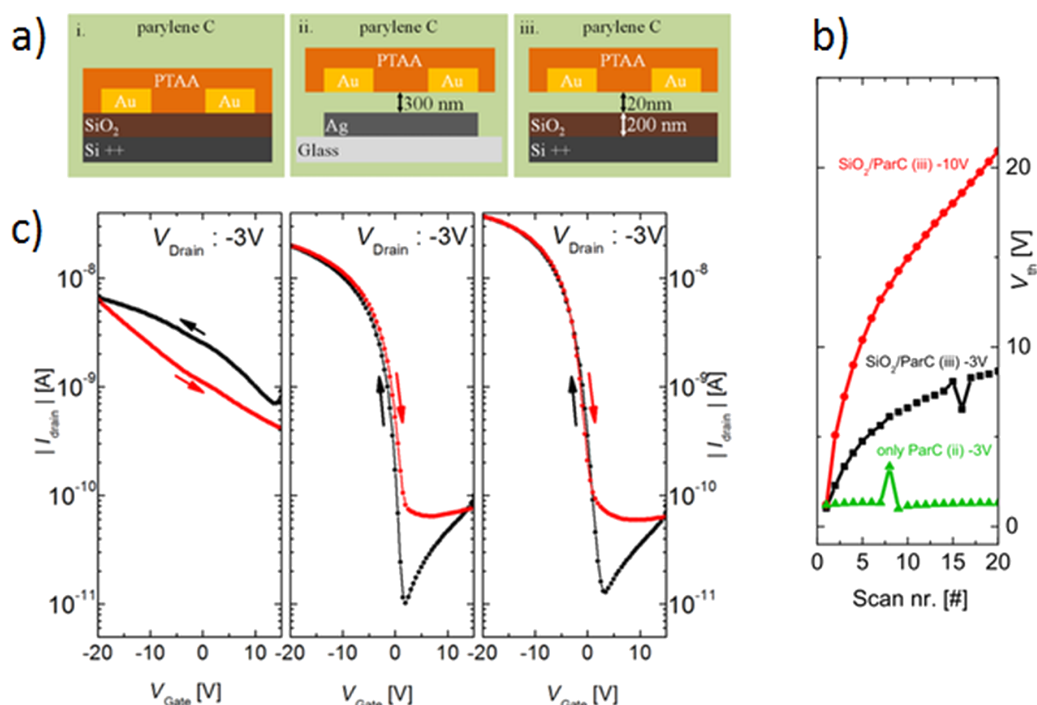 a)
i.
parylene C
PTAA
Au Au
SiO2
Si ++
ii.
parylene C
PTAA
Au Au
300 nm
Ag
Glass
iii.
parylene C
PTAA
Au Au
20nm
SiO2
200 nm
Si ++
b)
SiO2/ParC (iii) -10V
SiO2/ParC (iii) -3V
only ParC (ii) -3V
20
10
0
Vth [V]
0 5 10 15 20
Scan nr. [#]
c)
VDrain : -3V
VDrain : -3V
VDrain : -3V
10-8
10-9
10-10
10-11
| Idrain | [A]
10-8
10-9
10-10
10-11
| Idrain | [A]
-20 -10 0 10
-20 -10 0 10
-20 -10 0 10
VGate [V]
VGate [V]
VGate [V]